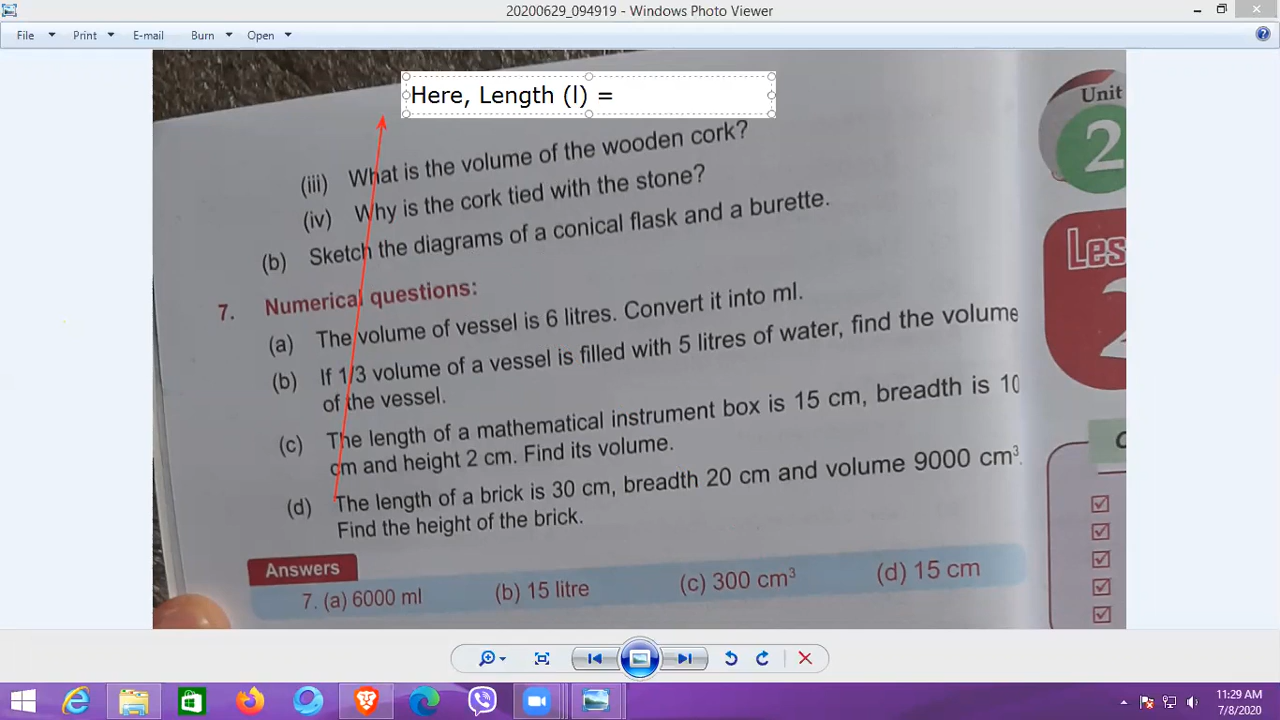 20200629_094919 - Windows Photo Viewer
File Print E-mail Burn Open
Here, Length (l) =
Unit
2
(iii) What is the volume of the wooden cork?
(iv) Why is the cork tied with the stone?
(b) Sketch the diagrams of a conical flask and a burette.
Les
7. Numerical questions:
(a) The volume of vessel is 6 litres. Convert it into ml.
(b) If 1/3 volume of a vessel is filled with 5 litres of water, find the volume
of the vessel.
(c) The length of a mathematical instrument box is 15 cm, breadth is 10
cm and height 2 cm. Find its volume.
(d) The length of a brick is 30 cm, breadth 20 cm and volume 9000 cm³.
Find the height of the brick.
Answers
7. (a) 6000 ml (b) 15 litre (c) 300 cm³ (d) 15 cm
11:29 AM
7/8/2020